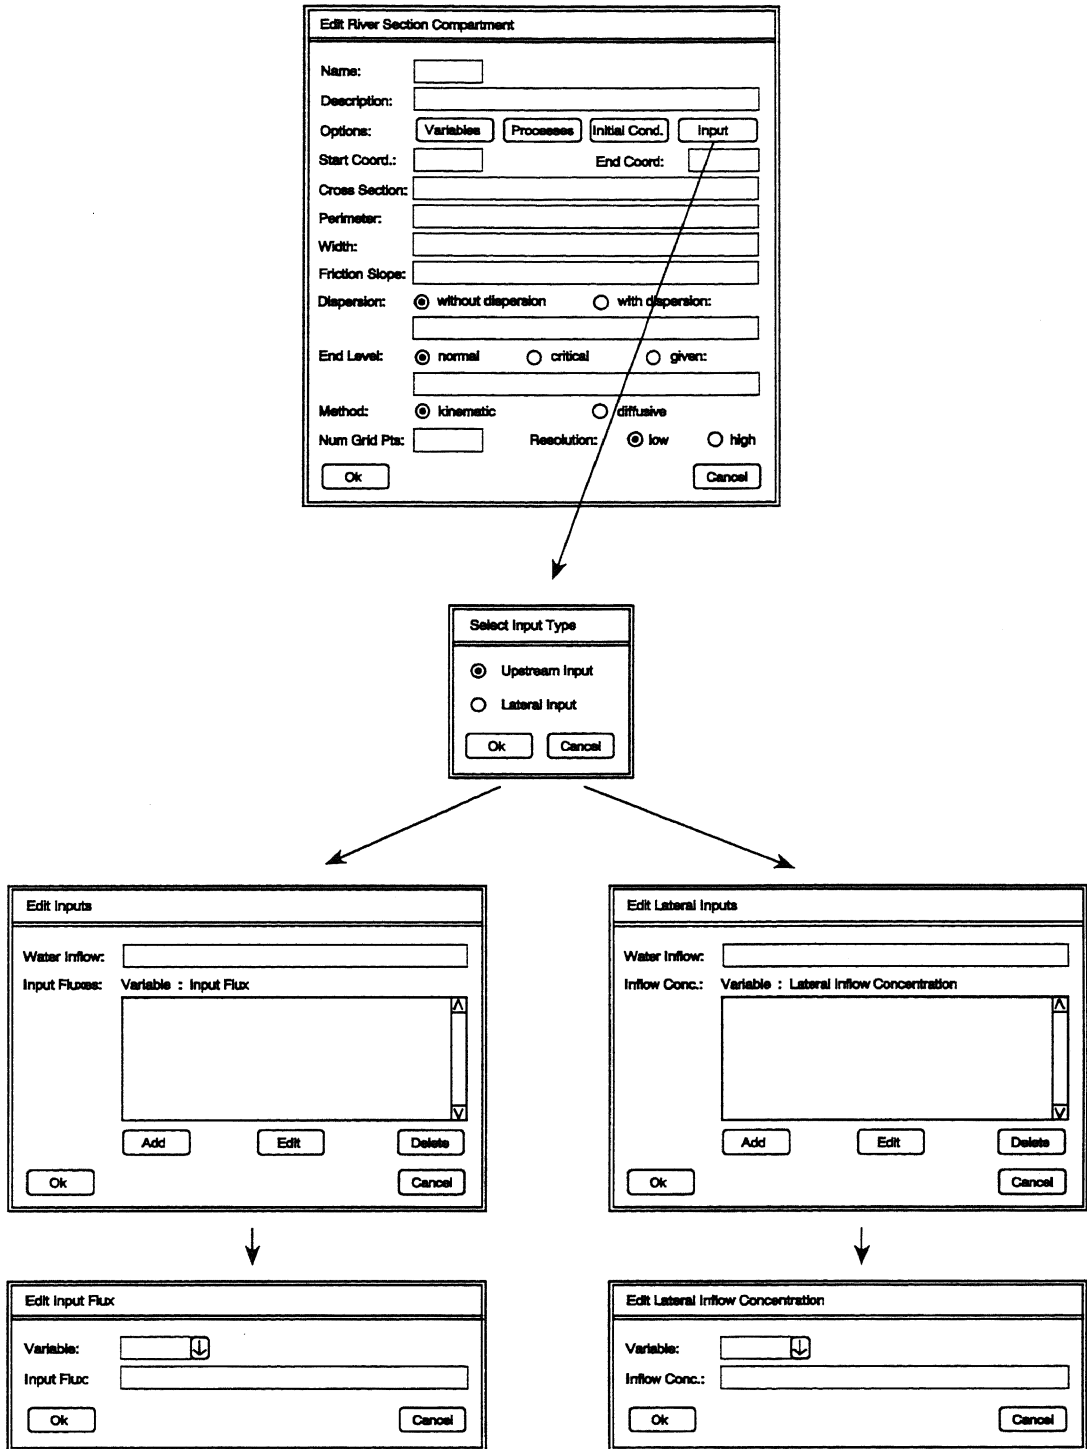 Edit River Section Compartment
Name:
Description:
Options: Variables Processes Initial Cond. Input
Start Coord.: End Coord:
Cross Section:
Perimeter:
Width:
Friction Slope:
Dispersion: without dispersion with dispersion:
End Level: normal critical given:
Method: kinematic diffusive
Num Grid Pts: Resolution: low high
Ok Cancel
Select Input Type
Upstream Input
Lateral Input
Ok Cancel
Edit Inputs
Water Inflow:
Input Fluxes: Variable : Input Flux
Add Edit Delete
Ok Cancel
Edit Lateral Inputs
Water Inflow:
Inflow Conc.: Variable : Lateral Inflow Concentration
Add Edit Delete
Ok Cancel
Edit Input Flux
Variable:
Input Flux:
Ok Cancel
Edit Lateral Inflow Concentration
Variable:
Inflow Conc.:
Ok Cancel